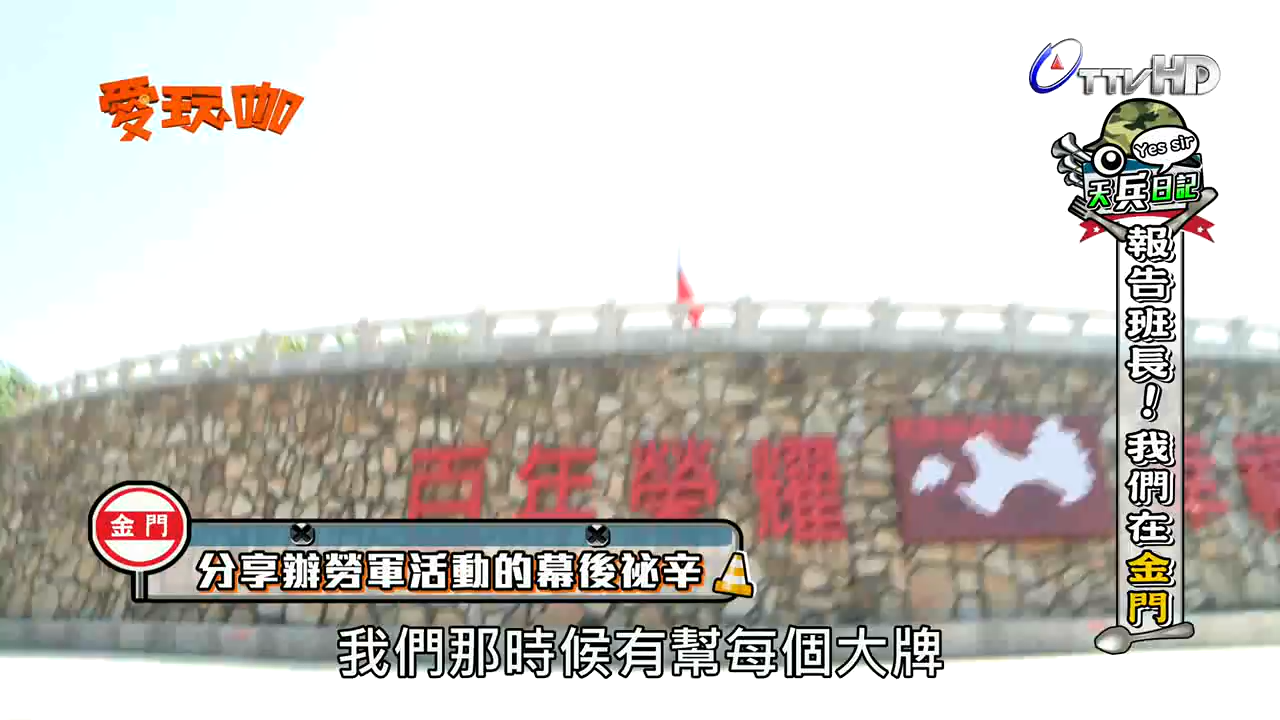 愛玩咖
TTV HD
Yes sir
天兵日記
報告班長！我們在金門
百年榮耀
金門
分享辦勞軍活動的幕後祕辛
我們那時候有幫每個大牌